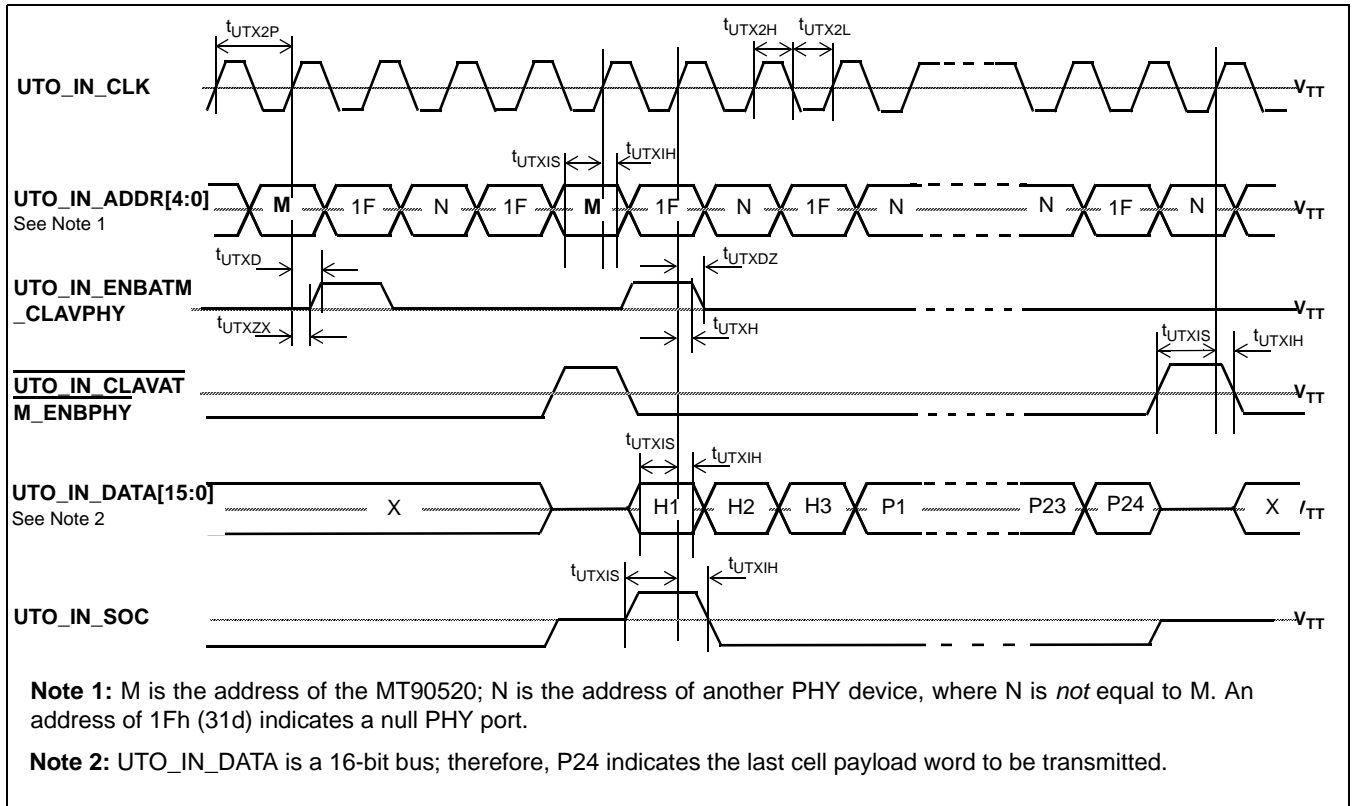 tUTX2P
tUTX2H tUTX2L
UTO_IN_CLK
VTT
tUTXIS tUTXIH
UTO_IN_ADDR[4:0] M 1F N 1F M 1F N 1F N N 1F N VTT
See Note 1
tUTXD tUTXDZ
UTO_IN_ENBATM
_CLAVPHY
VTT
tUTXZX tUTXH tUTXIS tUTXIH
UTO_IN_CLAVAT
M_ENBPHY
VTT
tUTXIS tUTXIH
UTO_IN_DATA[15:0] X H1 H2 H3 P1 P23 P24 X /TT
See Note 2
tUTXIS tUTXIH
UTO_IN_SOC VTT
Note 1: M is the address of the MT90520; N is the address of another PHY device, where N is not equal to M. An
address of 1Fh (31d) indicates a null PHY port.
Note 2: UTO_IN_DATA is a 16-bit bus; therefore, P24 indicates the last cell payload word to be transmitted.